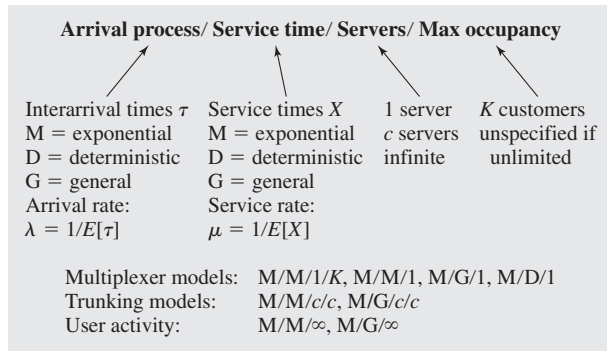 Arrival process/ Service time/ Servers/ Max occupancy
Interarrival times τ
M = exponential
D = deterministic
G = general
Arrival rate:
λ = 1/E[τ]
Service times X
M = exponential
D = deterministic
G = general
Service rate:
μ = 1/E[X]
1 server
c servers
infinite
K customers
unspecified if
unlimited
Multiplexer models: M/M/1/K, M/M/1, M/G/1, M/D/1
Trunking models: M/M/c/c, M/G/c/c
User activity: M/M/∞, M/G/∞